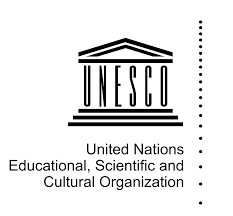 UNESCO
United Nations
Educational, Scientific and
Cultural Organization